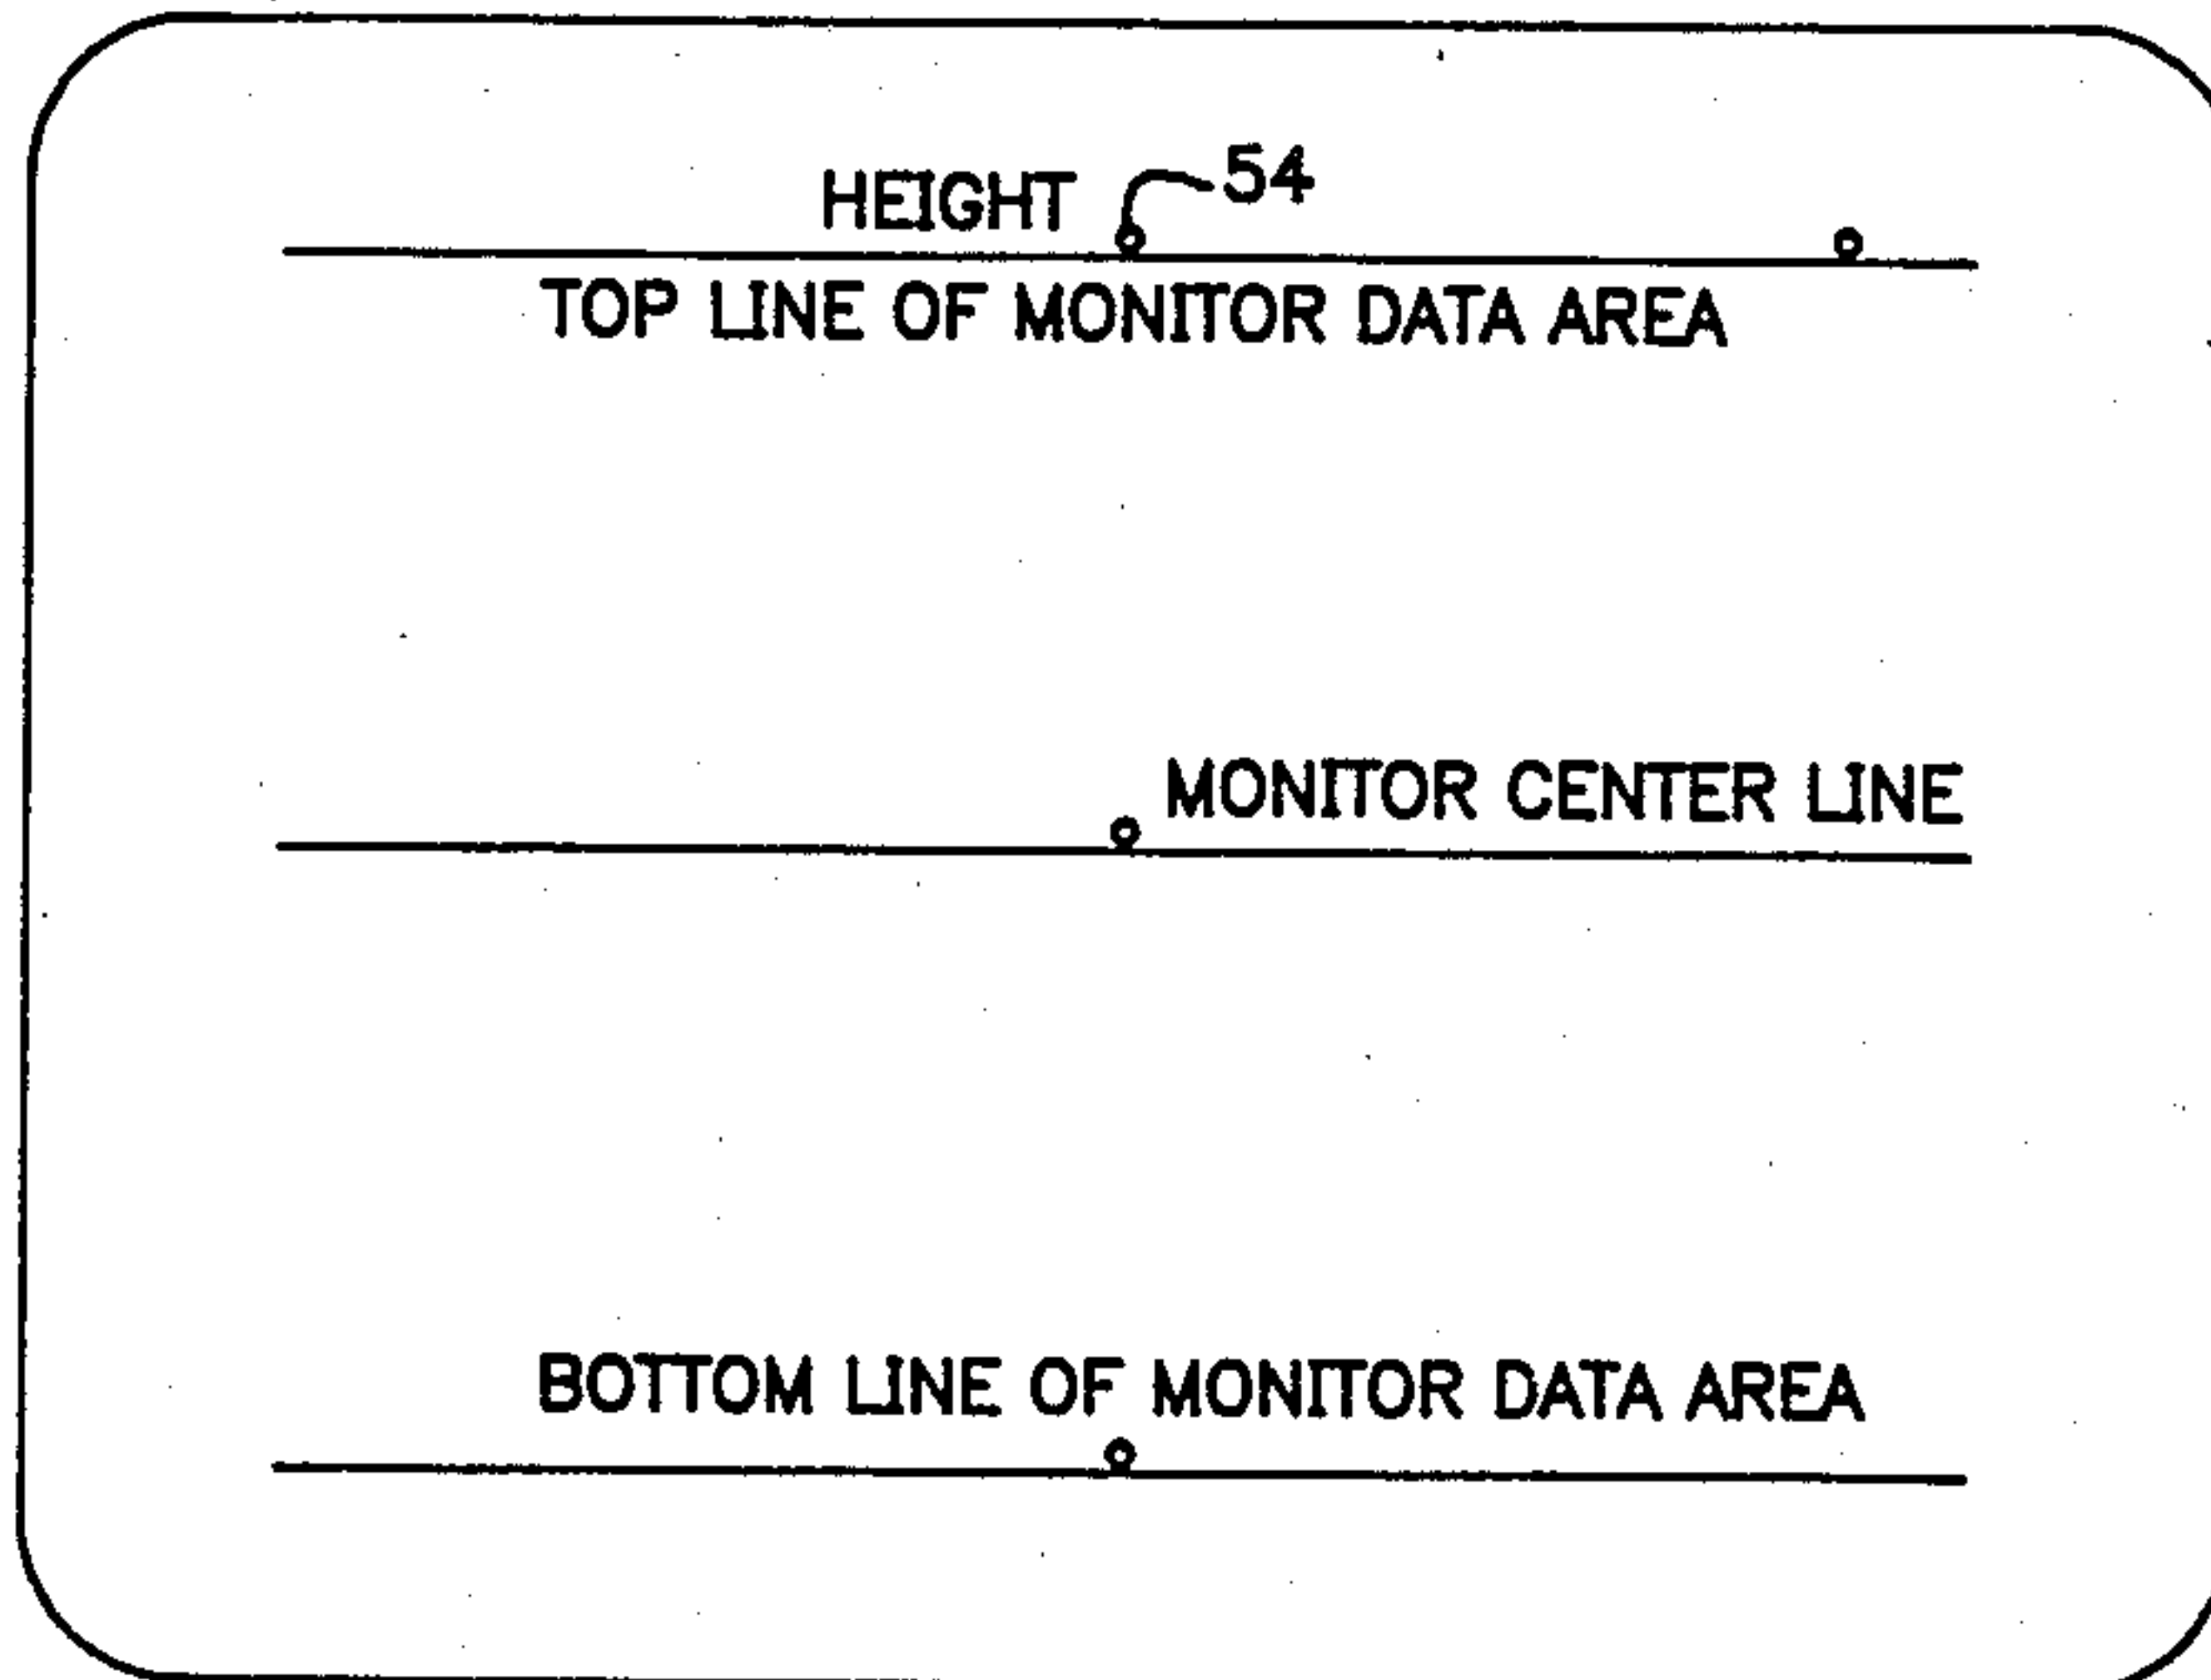 HEIGHT 54
TOP LINE OF MONITOR DATA AREA
MONITOR CENTER LINE
BOTTOM LINE OF MONITOR DATA AREA